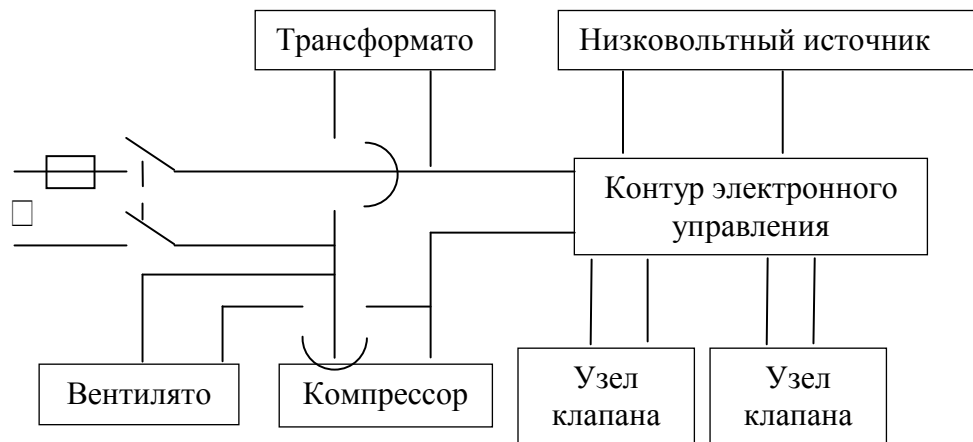 Трансформато
Низковольтный источник
Контур электронного
управления
Вентилято
Компрессор
Узел
клапана
Узел
клапана